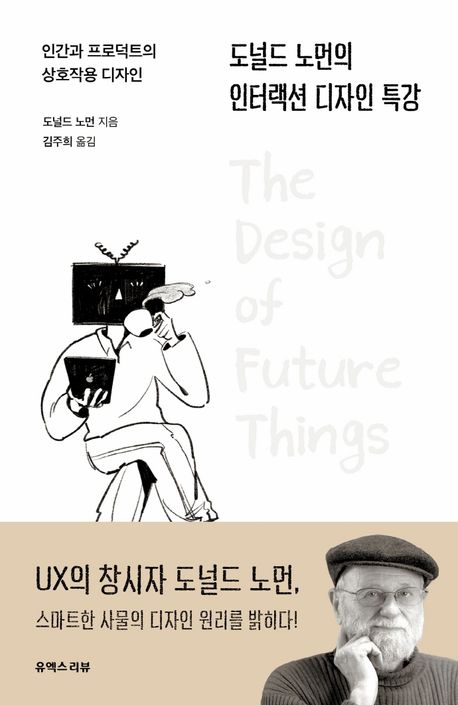 인간과 프로덕트의
상호작용 디자인
도널드 노먼 지음
김주희 옮김
도널드 노먼의
인터랙션 디자인 특강
The
Design
of
Future
Things
UX의 창시자 도널드 노먼,
스마트한 사물의 디자인 원리를 밝히다!
유엑스리뷰